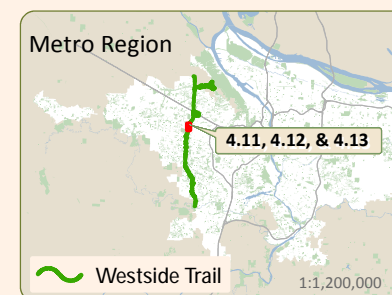 Metro Region
4.11, 4.12, & 4.13
Westside Trail
1:1,200,000